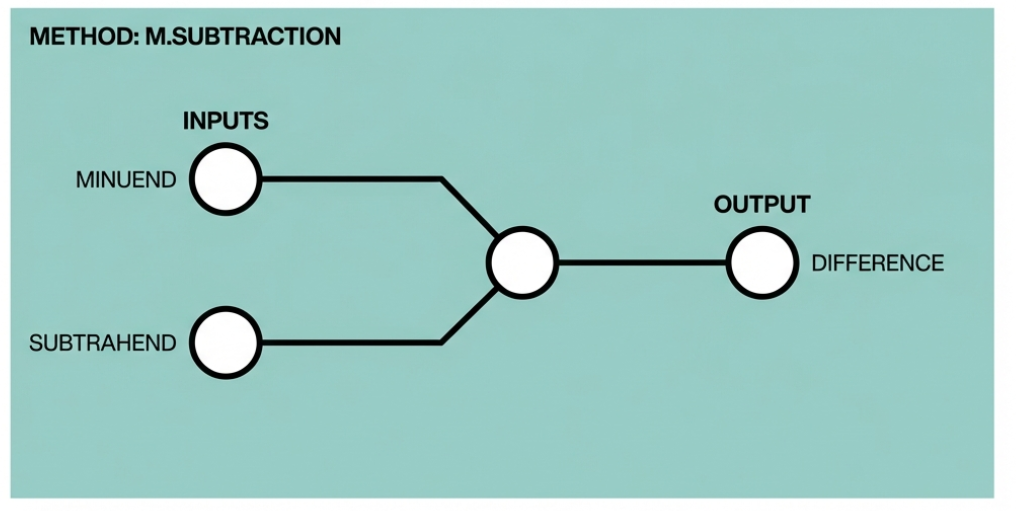 METHOD: M.SUBTRACTION
INPUTS
MINUEND
OUTPUT
DIFFERENCE
SUBTRAHEND